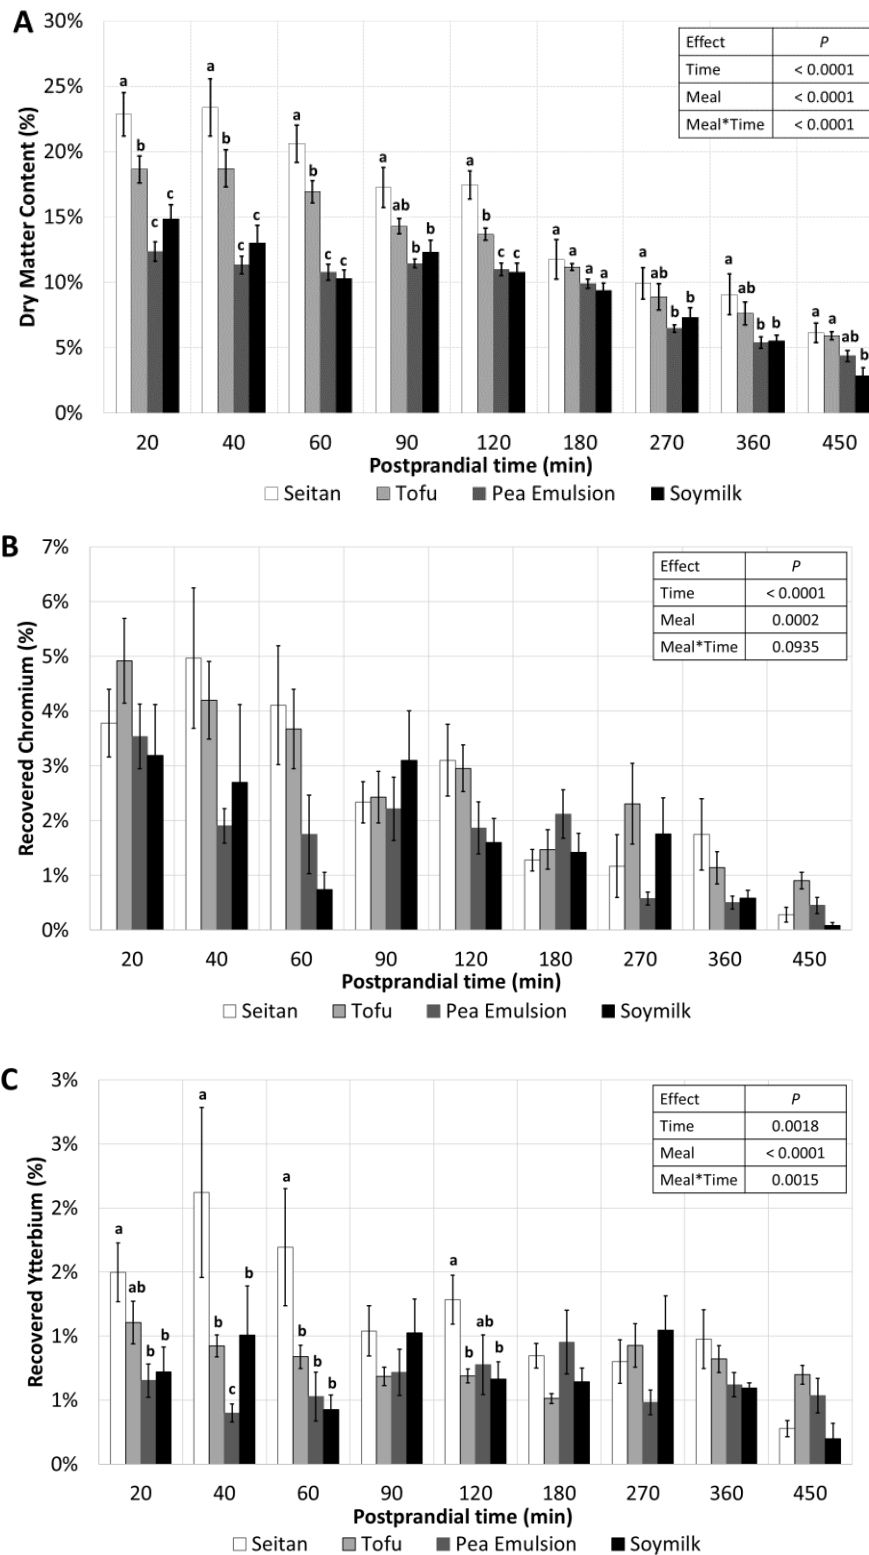 A
30%
25%
20%
15%
10%
5%
0%
Dry Matter Content (%)
Effect P
Time < 0.0001
Meal < 0.0001
Meal*Time < 0.0001
a b c c
a b c c
a b c c
a ab b b
a b c c
a a a a
a ab b b
a ab b b
a a ab b
20 40 60 90 120 180 270 360 450
Postprandial time (min)
Seitan Tofu Pea Emulsion Soymilk
B
7%
6%
5%
4%
3%
2%
1%
0%
Recovered Chromium (%)
Effect P
Time < 0.0001
Meal 0.0002
Meal*Time 0.0935
20 40 60 90 120 180 270 360 450
Postprandial time (min)
Seitan Tofu Pea Emulsion Soymilk
C
3%
3%
2%
2%
1%
1%
0%
Recovered Ytterbium (%)
Effect P
Time 0.0018
Meal < 0.0001
Meal*Time 0.0015
a ab b b
a b c b
a b b b
a b ab b
20 40 60 90 120 180 270 360 450
Postprandial time (min)
Seitan Tofu Pea Emulsion Soymilk